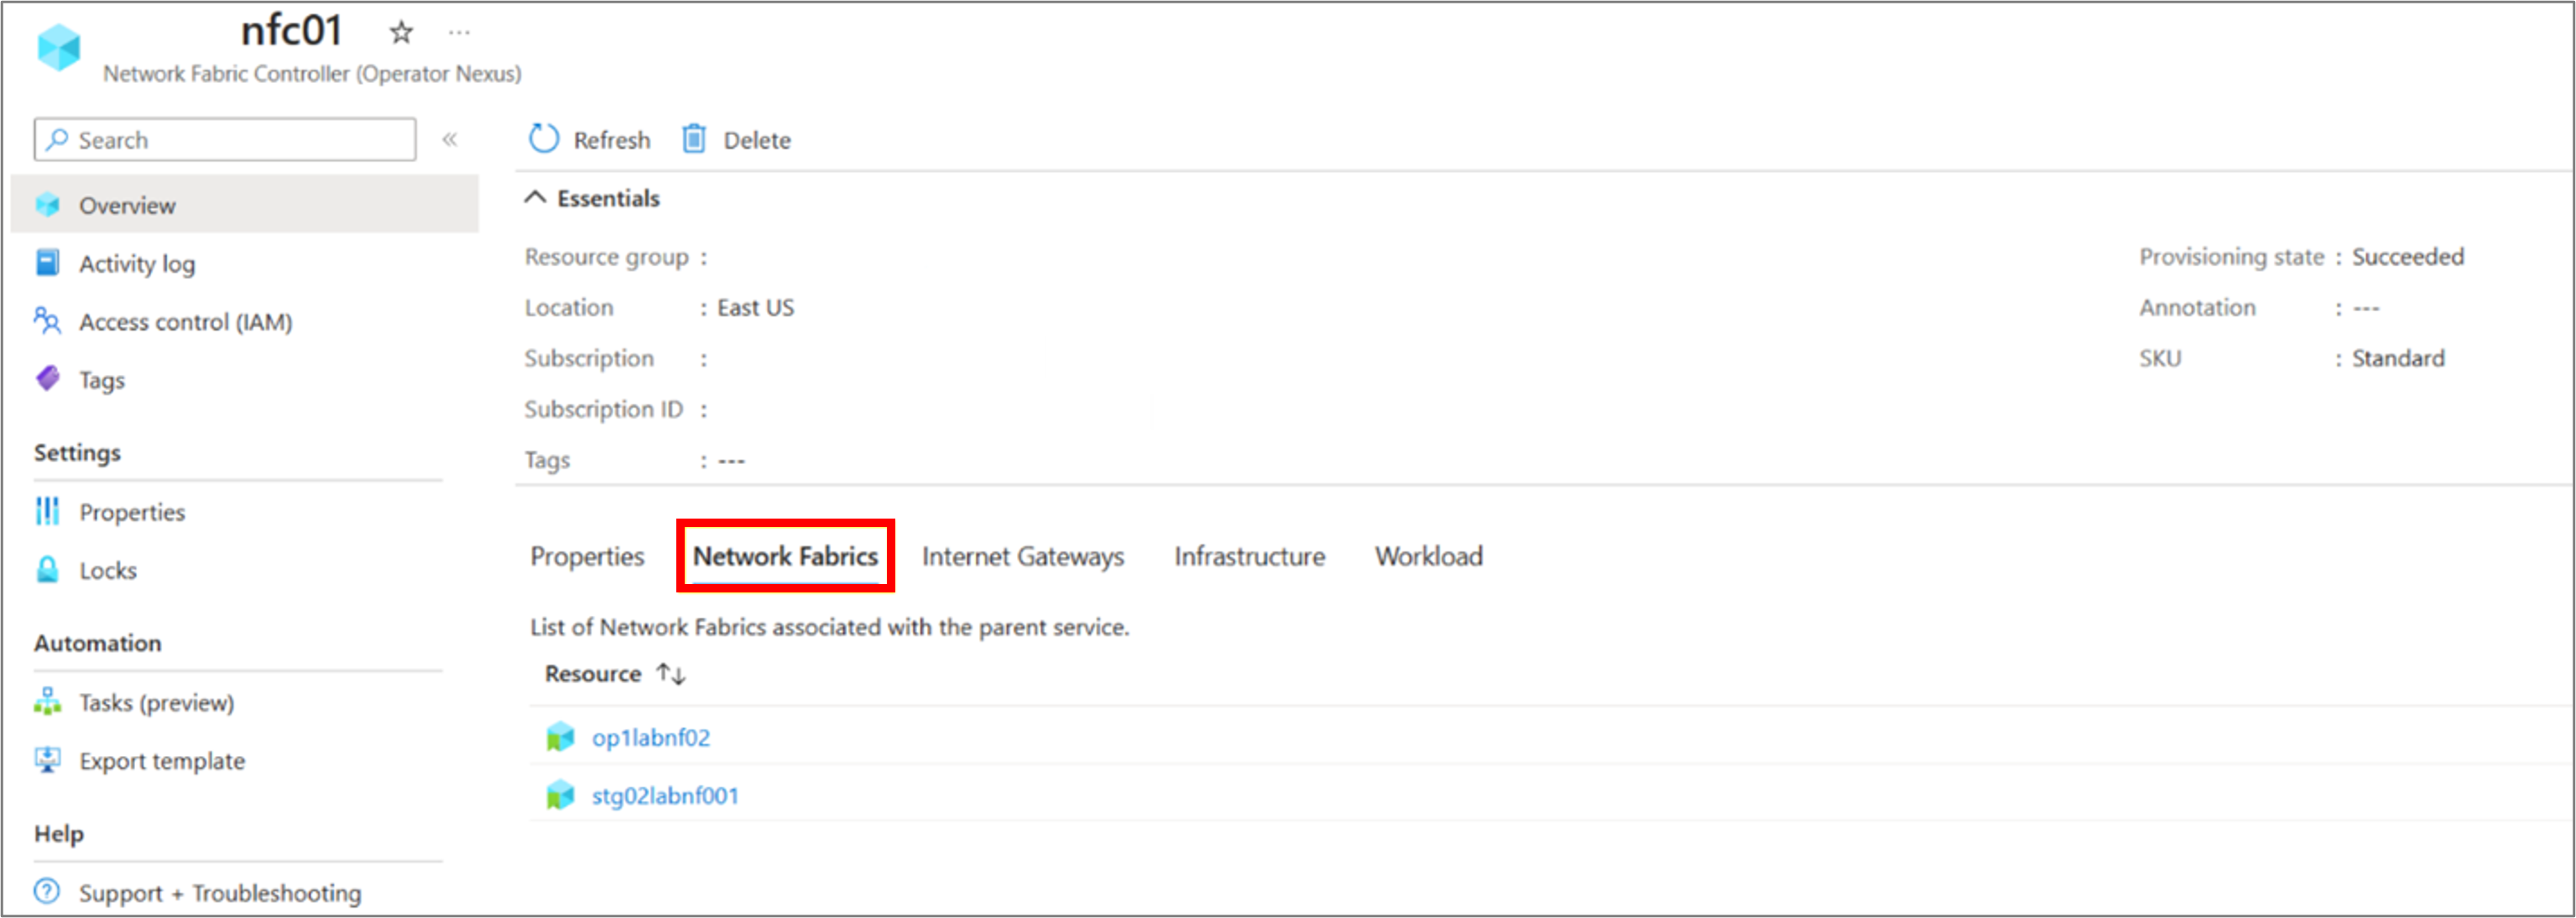 nfc01
Network Fabric Controller (Operator Nexus)
Search
Refresh Delete
Overview
Activity log
Access control (IAM)
Tags
Settings
Properties
Locks
Automation
Tasks (preview)
Export template
Help
Support + Troubleshooting
Essentials
Resource group :
Location : East US
Subscription :
Subscription ID :
Tags : ---
Provisioning state : Succeeded
Annotation : ---
SKU : Standard
Properties Network Fabrics Internet Gateways Infrastructure Workload
List of Network Fabrics associated with the parent service.
Resource ↑↓
op1labnf02
stg02labnf001